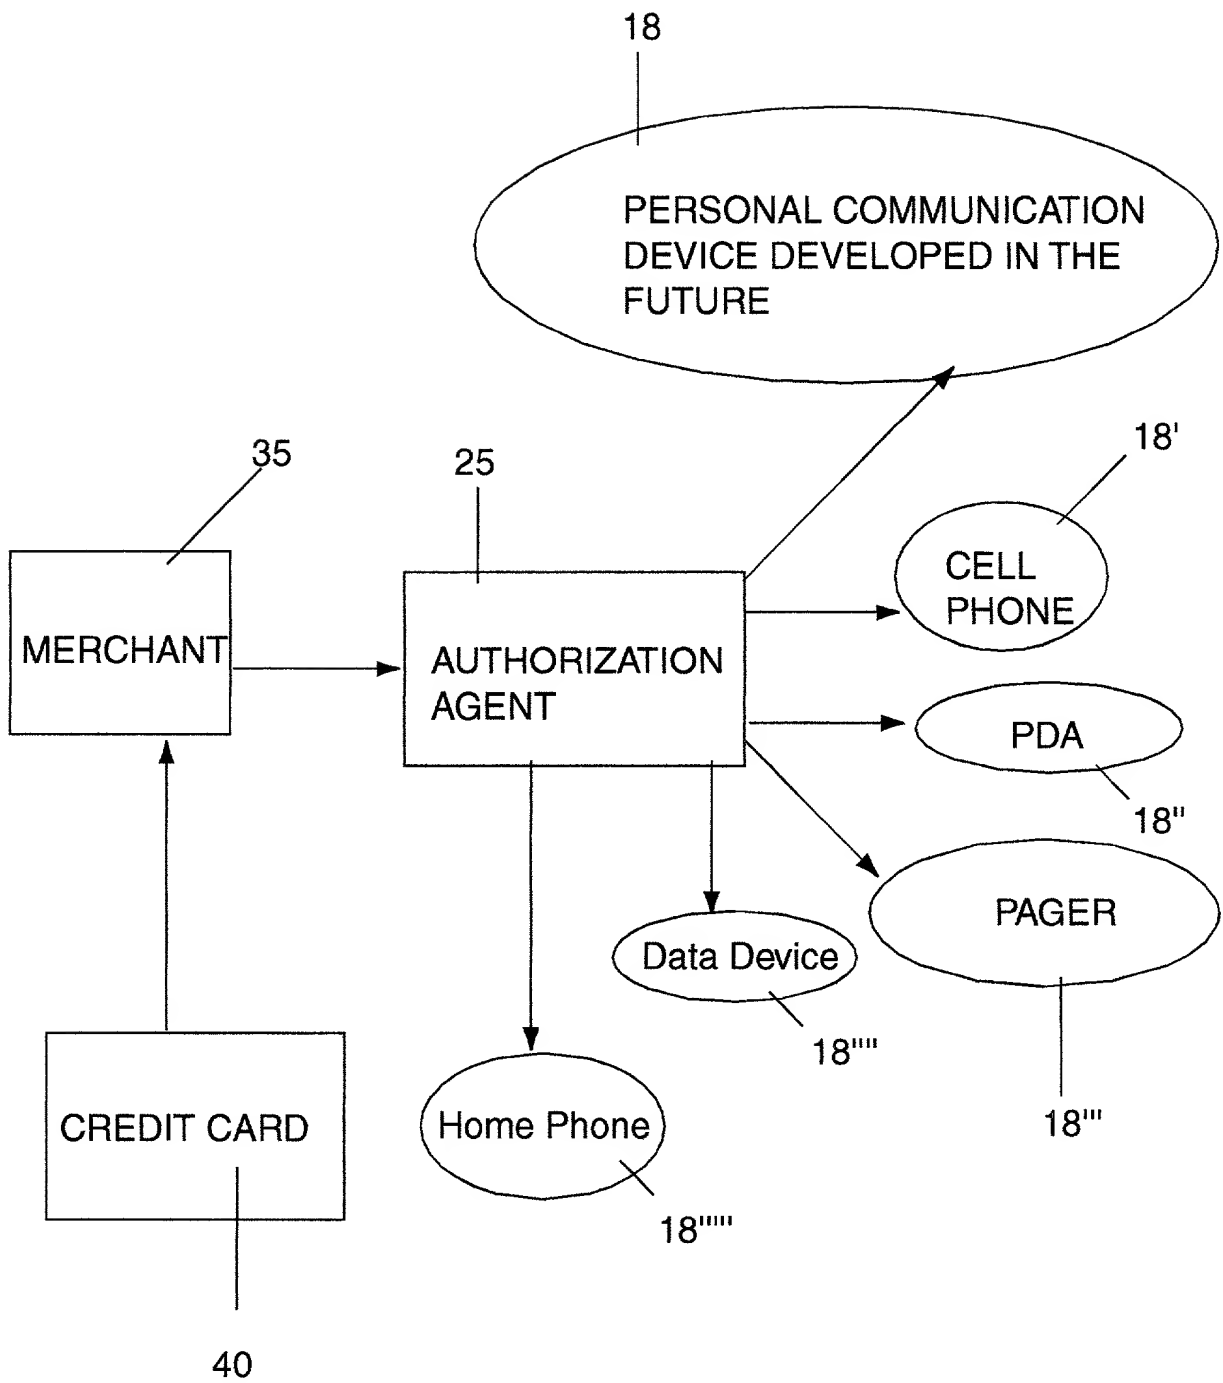 18
PERSONAL COMMUNICATION
DEVICE DEVELOPED IN THE
FUTURE
35
25
18'
MERCHANT
AUTHORIZATION
AGENT
CELL
PHONE
PDA
18''
PAGER
Data Device
18''''
18'''
CREDIT CARD
Home Phone
18'''''
40